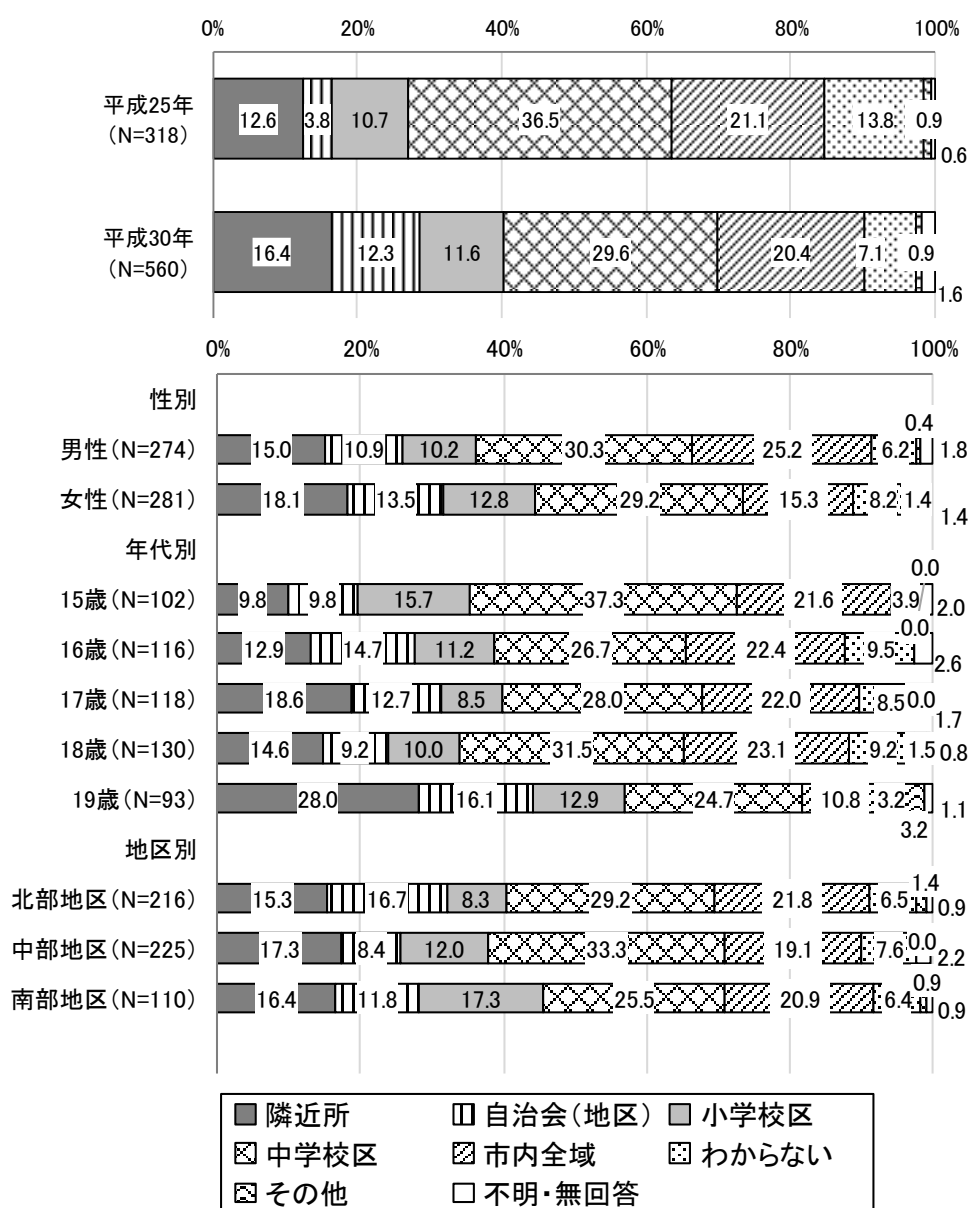 0% 20% 40% 60% 80% 100%
平成25年
(N=318)
12.6 3.8 10.7 36.5 21.1 13.8 0.9
0.6
平成30年
(N=560)
16.4 12.3 11.6 29.6 20.4 7.1 0.9
1.6
0% 20% 40% 60% 80% 100%
性別
0.4
男性(N=274) 15.0 10.9 10.2 30.3 25.2 6.2 1.8
女性(N=281) 18.1 13.5 12.8 29.2 15.3 8.2 1.4
1.4
年代別
0.0
15歳(N=102) 9.8 9.8 15.7 37.3 21.6 3.9 2.0
16歳(N=116) 12.9 14.7 11.2 26.7 22.4 9.5 0.0
2.6
17歳(N=118) 18.6 12.7 8.5 28.0 22.0 8.5 0.0
1.7
18歳(N=130) 14.6 9.2 10.0 31.5 23.1 9.2 1.5 0.8
19歳(N=93) 28.0 16.1 12.9 24.7 10.8 3.2 1.1
3.2
地区別
1.4
北部地区(N=216) 15.3 16.7 8.3 29.2 21.8 6.5 0.9
中部地区(N=225) 17.3 8.4 12.0 33.3 19.1 7.6 0.0
2.2
0.9
南部地区(N=110) 16.4 11.8 17.3 25.5 20.9 6.4 0.9
隣近所 自治会(地区) 小学校区
中学校区 市内全域 わからない
その他 不明・無回答